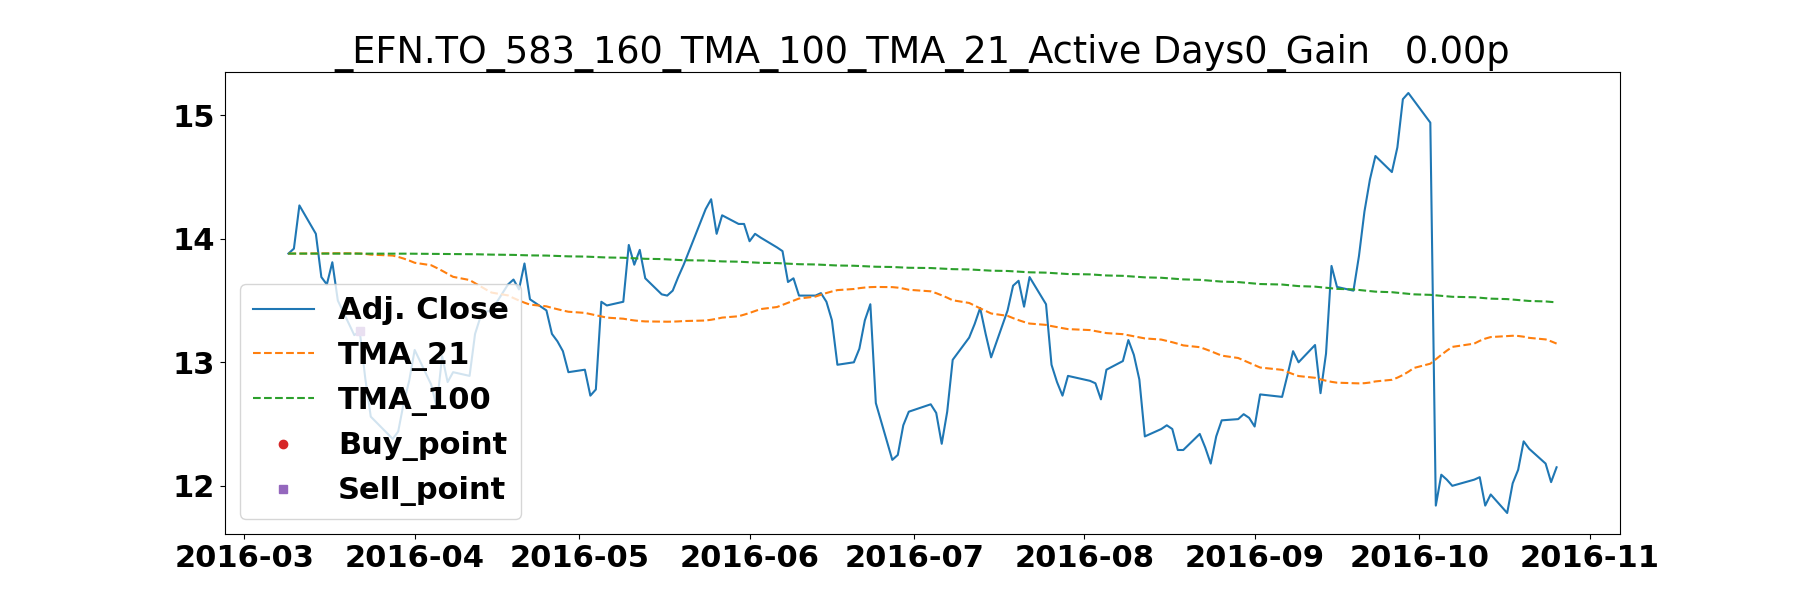 _EFN.TO_583_160_TMA_100_TMA_21_Active Days0_Gain   0.00p
15
14
13
12
Adj. Close
TMA_21
TMA_100
Buy_point
Sell_point
2016-03 2016-04 2016-05 2016-06 2016-07 2016-08 2016-09 2016-10 2016-11